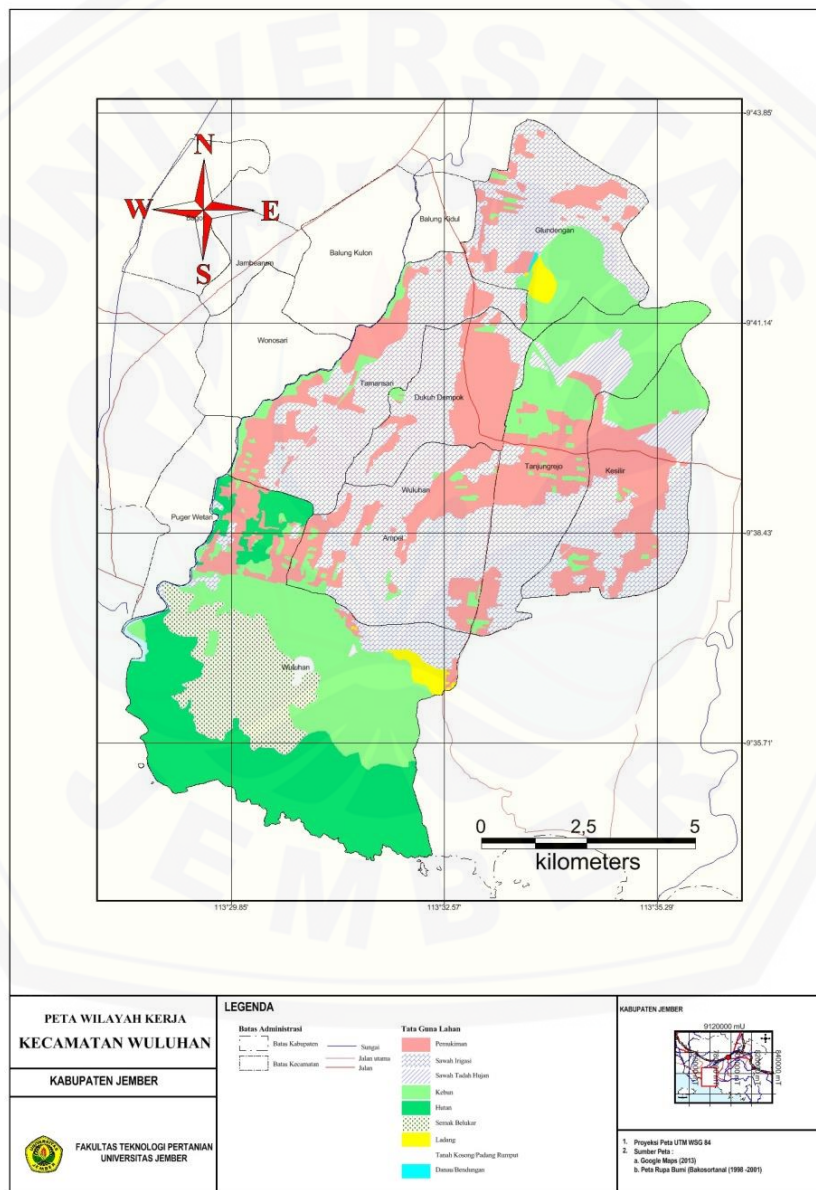 UNIVERSITAS
JEMBER
N
W
E
S
Balung Kidul
Glundengan
Balung Kulon
Jambearum
Wonosari
Tamansari
Dukuh Dempok
Wuluhan
Tanjungrejo
Kesilir
Puger Wetan
Ampel
Wuluhan
-9°43.85'
-9°41.14'
-9°38.43'
-9°35.71'
0 2,5 5
kilometers
113°29.85'
113°32.57'
113°35.29'
PETA WILAYAH KERJA
KECAMATAN WULUHAN
KABUPATEN JEMBER
FAKULTAS TEKNOLOGI PERTANIAN
UNIVERSITAS JEMBER
LEGENDA
Batas Administrasi
Batas Kabupaten
Batas Kecamatan
Sungai
Jalan utama
Jalan
Tata Guna Lahan
Pemukiman
Sawah Irigasi
Sawah Tadah Hujan
Kebun
Hutan
Semak Belukar
Ladang
Tanah Kosong/Padang Rumput
Danau/Bendungan
KABUPATEN JEMBER
9120000 mU
840000 mT
1. Proyeksi Peta UTM WSG 84
2. Sumber Peta :
a. Google Maps (2013)
b. Peta Rupa Bumi (Bakosortanal (1998 -2001)